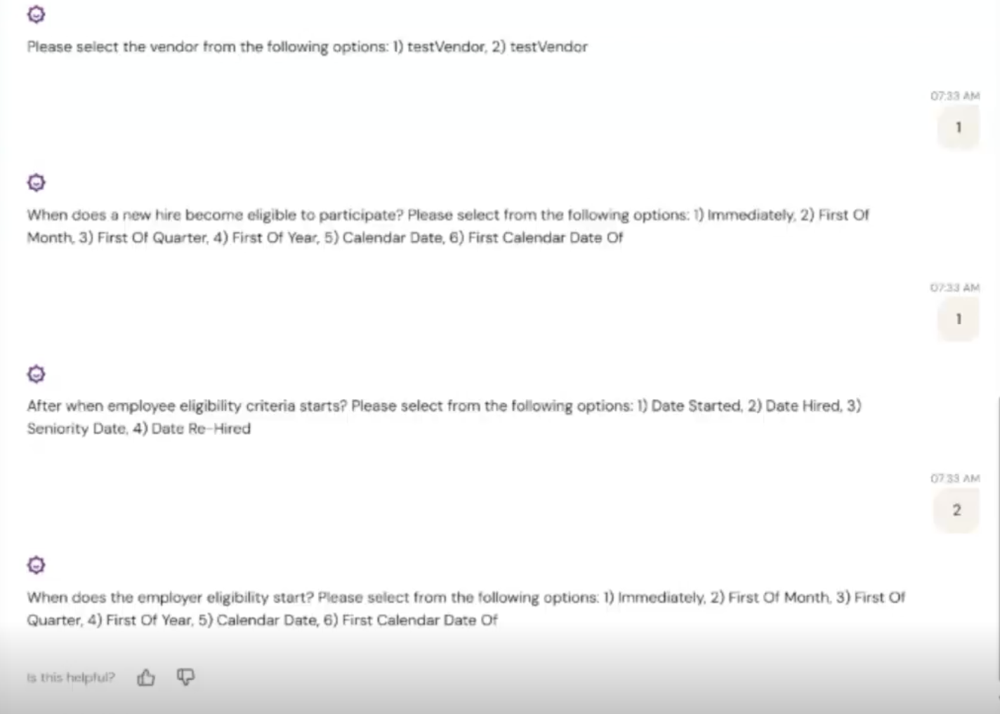 Please select the vendor from the following options: 1) testVendor, 2) testVendor
07:33 AM
1
When does a new hire become eligible to participate? Please select from the following options: 1) Immediately, 2) First Of
Month, 3) First Of Quarter, 4) First Of Year, 5) Calendar Date, 6) First Calendar Date Of
07:33 AM
1
After when employee eligibility criteria starts? Please select from the following options: 1) Date Started, 2) Date Hired, 3)
Seniority Date, 4) Date Re-Hired
07:33 AM
2
When does the employer eligibility start? Please select from the following options: 1) Immediately, 2) First Of Month, 3) First Of
Quarter, 4) First Of Year, 5) Calendar Date, 6) First Calendar Date Of
Is this helpful?